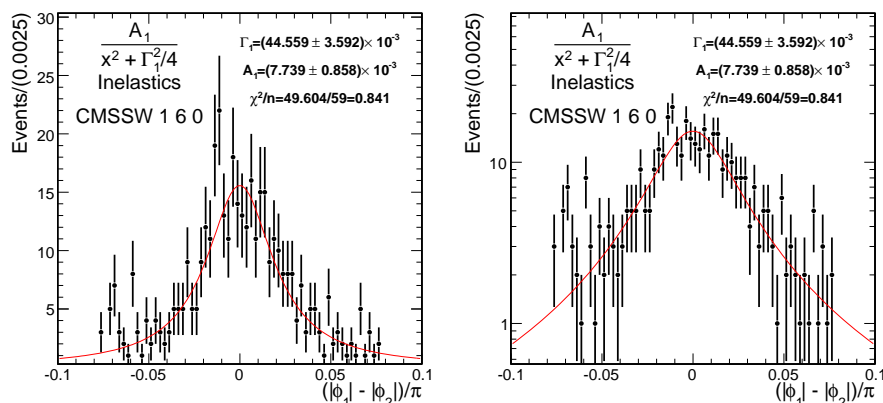 Events/(0.0025)
30
25
20
15
10
5
A₁
x² + Γ₁²/4
Inelastics
CMSSW 1 6 0
Γ₁=(44.559 ± 3.592)× 10⁻³
A₁=(7.739 ± 0.858)× 10⁻³
χ²/n=49.604/59=0.841
-0.1 -0.05 0 0.05 0.1
(|ϕ₁| - |ϕ₂|)/π
Events/(0.0025)
10
1
A₁
x² + Γ₁²/4
Inelastics
CMSSW 1 6 0
Γ₁=(44.559 ± 3.592)× 10⁻³
A₁=(7.739 ± 0.858)× 10⁻³
χ²/n=49.604/59=0.841
-0.1 -0.05 0 0.05 0.1
(|ϕ₁| - |ϕ₂|)/π